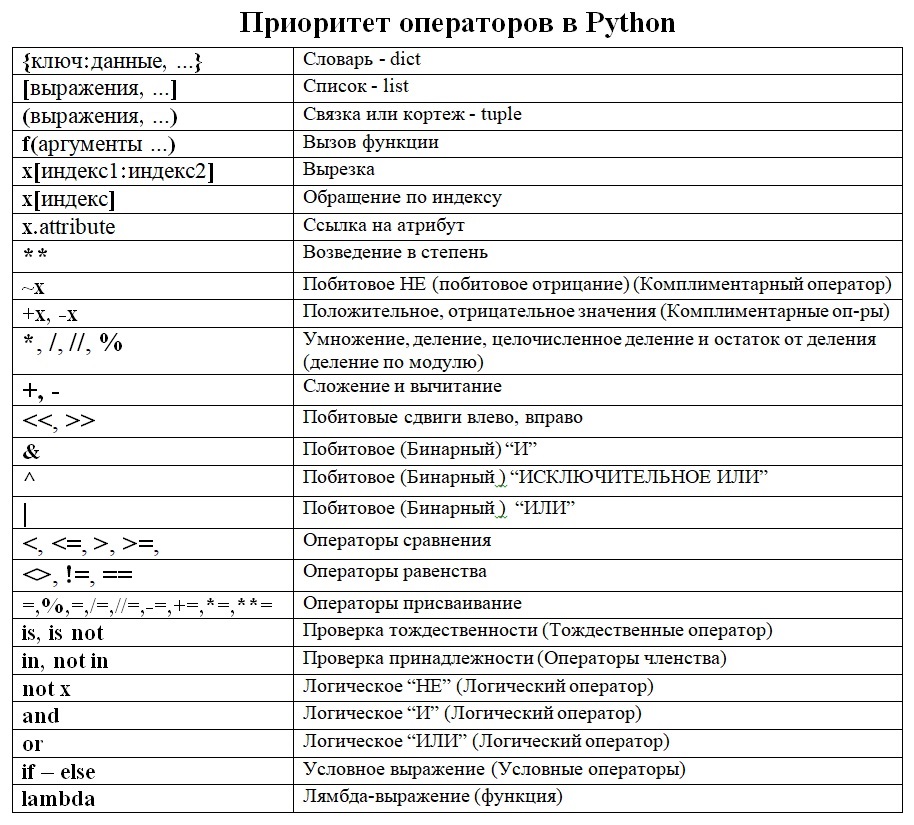 Приоритет операторов в Python
{ключ:данные, ...} Словарь - dict
[выражения, ...] Список - list
(выражения, ...) Связка или кортеж - tuple
f(аргументы ...) Вызов функции
x[индекс1:индекс2] Вырезка
x[индекс] Обращение по индексу
x.attribute Ссылка на атрибут
** Возведение в степень
~x Побитовое НЕ (побитовое отрицание) (Комплиментарный оператор)
+x, -x Положительное, отрицательное значения (Комплиментарные оп-ры)
*, /, //, % Умножение, деление, целочисленное деление и остаток от деления
(деление по модулю)
+, - Сложение и вычитание
<<, >> Побитовые сдвиги влево, вправо
& Побитовое (Бинарный) “И”
^ Побитовое (Бинарный ) “ИСКЛЮЧИТЕЛЬНОЕ ИЛИ”
| Побитовое (Бинарный ) “ИЛИ”
<, <=, >, >=, Операторы сравнения
<>, !=, == Операторы равенства
=,%,=,/=,//=,-=,+=,*=,**= Операторы присваивание
is, is not Проверка тождественности (Тождественные оператор)
in, not in Проверка принадлежности (Операторы членства)
not x Логическое “НЕ” (Логический оператор)
and Логическое “И” (Логический оператор)
or Логическое “ИЛИ” (Логический оператор)
if – else Условное выражение (Условные операторы)
lambda Лямбда-выражение (функция)